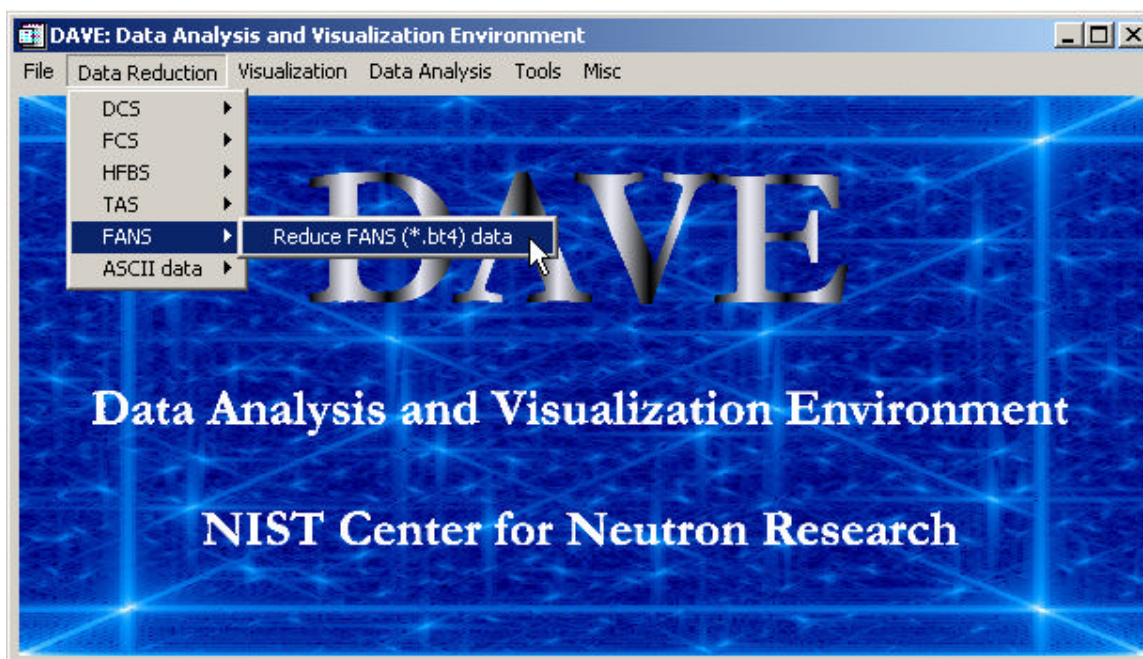 DAVE: Data Analysis and Visualization Environment
File Data Reduction Visualization Data Analysis Tools Misc
DCS
FCS
HFBS
TAS
FANS
Reduce FANS (*.bt4) data
ASCII data
DAVE
Data Analysis and Visualization Environment
NIST Center for Neutron Research